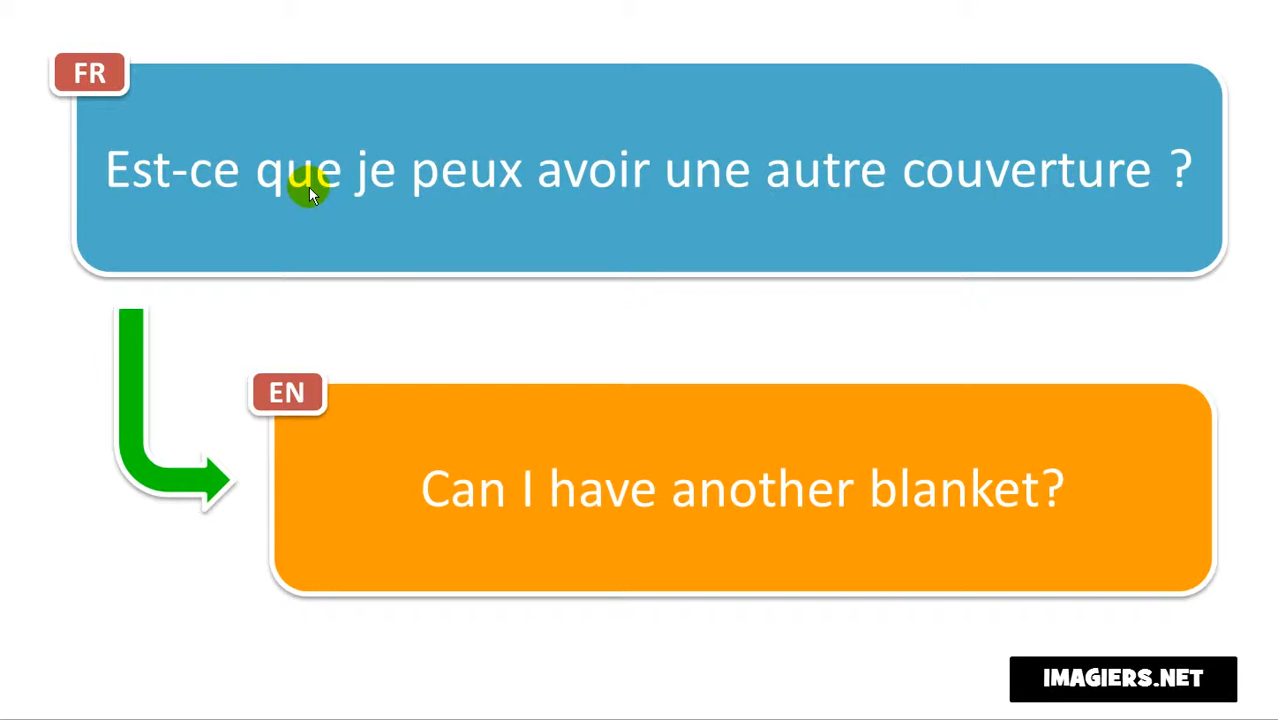 FR
Est-ce que je peux avoir une autre couverture ?
EN
Can I have another blanket?
IMAGIERS.NET